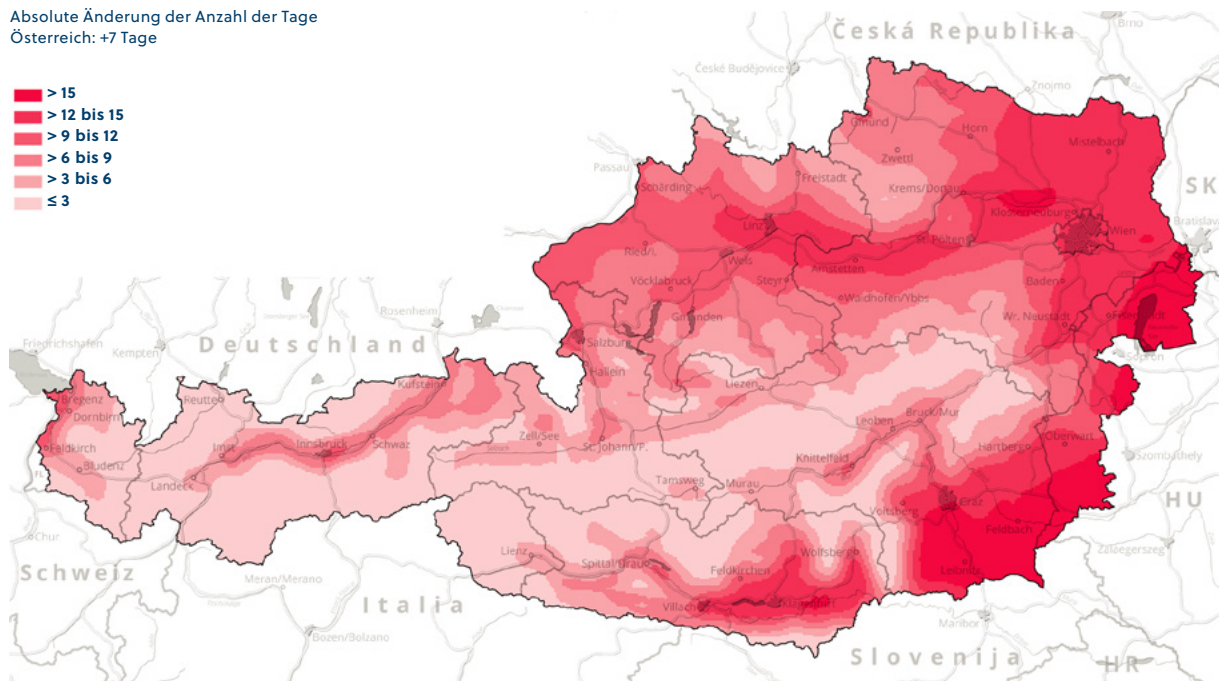 Absolute Änderung der Anzahl der Tage
Österreich: +7 Tage
> 15
> 12 bis 15
> 9 bis 12
> 6 bis 9
> 3 bis 6
≤ 3
Česká Republika
Brno
České Budějovice
Znojmo
Gmünd
Horn
Mistelbach
Zwettl
Passau
Freistadt
Schärding
Krems/Donau
SK
Klosterneuburg
Bratislava
Linz
Wien
St. Pölten
Ried/I.
Wels
Amstetten
Vöcklabruck
Steyr
Baden
Waidhofen/Ybbs
Rosenheim
Gmunden
Wr. Neustadt
Eisenstadt
Deutschland
Friedrichshafen
Kempten
Salzburg
Sopron
Hallein
Kufstein
Liezen
Reutte
Bregenz
Dornbirn
Bruck/Mur
Leoben
Zell/See
Innsbruck
Schwaz
Feldkirch
Imst
St. Johann/P.
Hartberg
Oberwart
Bludenz
Knittelfeld
Szombathely
FL
Landeck
Tamsweg
Murau
HU
Voitsberg
Graz
Feldbach
Chur
Lienz
Wolfsberg
Zalaegerszeg
Schweiz
Spittal/Drau
Feldkirchen
Leibnitz
Meran/Merano
Italia
Villach
Klagenfurt
Maribor
Bozen/Bolzano
Slovenija
HR